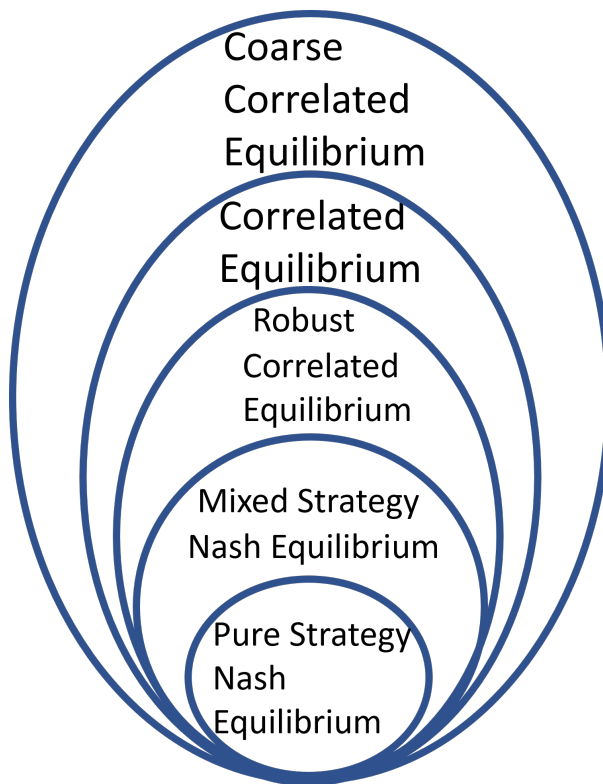 Coarse
Correlated
Equilibrium
Correlated
Equilibrium
Robust
Correlated
Equilibrium
Mixed Strategy
Nash Equilibrium
Pure Strategy
Nash
Equilibrium